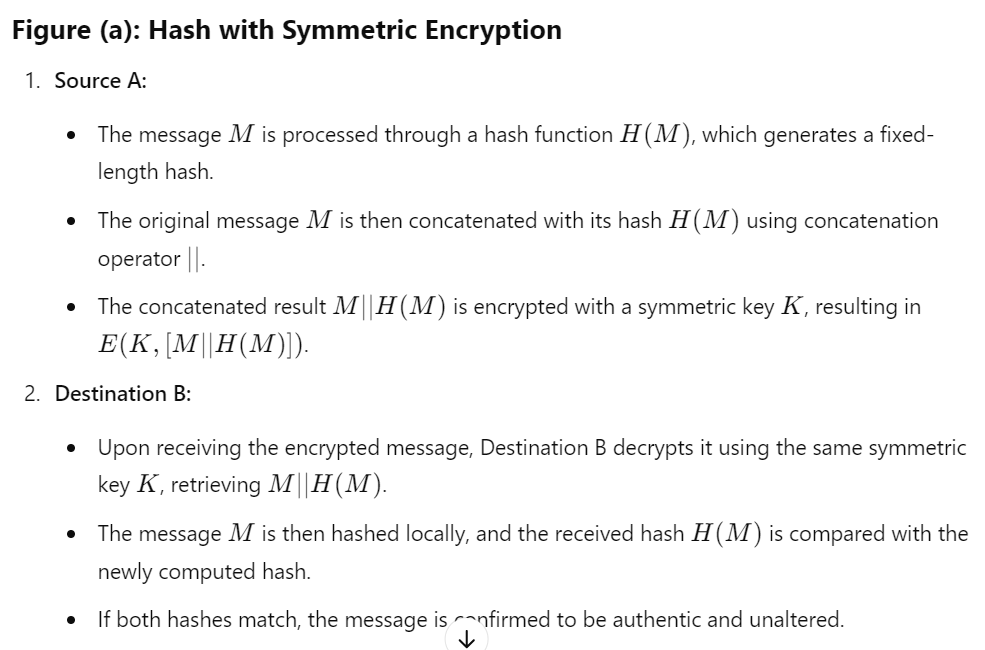 Figure (a): Hash with Symmetric Encryption
1. Source A:
• The message M is processed through a hash function H(M), which generates a fixed-
length hash.
• The original message M is then concatenated with its hash H(M) using concatenation
operator ||.
• The concatenated result M||H(M) is encrypted with a symmetric key K, resulting in
E(K, [M||H(M)]).
2. Destination B:
• Upon receiving the encrypted message, Destination B decrypts it using the same symmetric
key K, retrieving M||H(M).
• The message M is then hashed locally, and the received hash H(M) is compared with the
newly computed hash.
• If both hashes match, the message is confirmed to be authentic and unaltered.